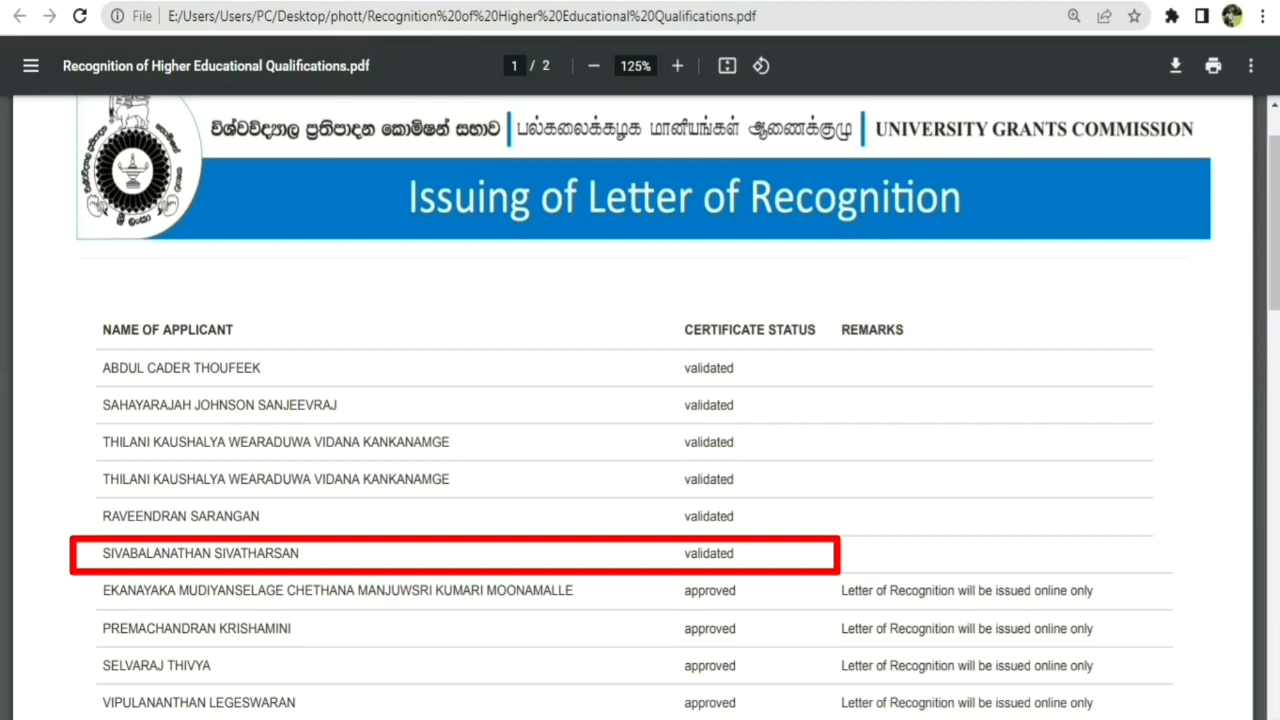 File | E:/Users/Users/PC/Desktop/phott/Recognition%20of%20Higher%20Educational%20Qualifications.pdf
Recognition of Higher Educational Qualifications.pdf 1 / 2 125%
විශ්වවිද්‍යාල ප්‍රතිපාදන කොමිෂන් සභාව | பல்கலைக்கழக மானியங்கள் ஆணைக்குழு | UNIVERSITY GRANTS COMMISSION
Issuing of Letter of Recognition
ශ්‍රී ලංකා
NAME OF APPLICANT CERTIFICATE STATUS REMARKS
ABDUL CADER THOUFEEK validated
SAHAYARAJAH JOHNSON SANJEEVRAJ validated
THILANI KAUSHALYA WEARADUWA VIDANA KANKANAMGE validated
THILANI KAUSHALYA WEARADUWA VIDANA KANKANAMGE validated
RAVEENDRAN SARANGAN validated
SIVABALANATHAN SIVATHARSAN validated
EKANAYAKA MUDIYANSELAGE CHETHANA MANJUWSRI KUMARI MOONAMALLE approved Letter of Recognition will be issued online only
PREMACHANDRAN KRISHAMINI approved Letter of Recognition will be issued online only
SELVARAJ THIVYA approved Letter of Recognition will be issued online only
VIPULANANTHAN LEGESWARAN approved Letter of Recognition will be issued online only